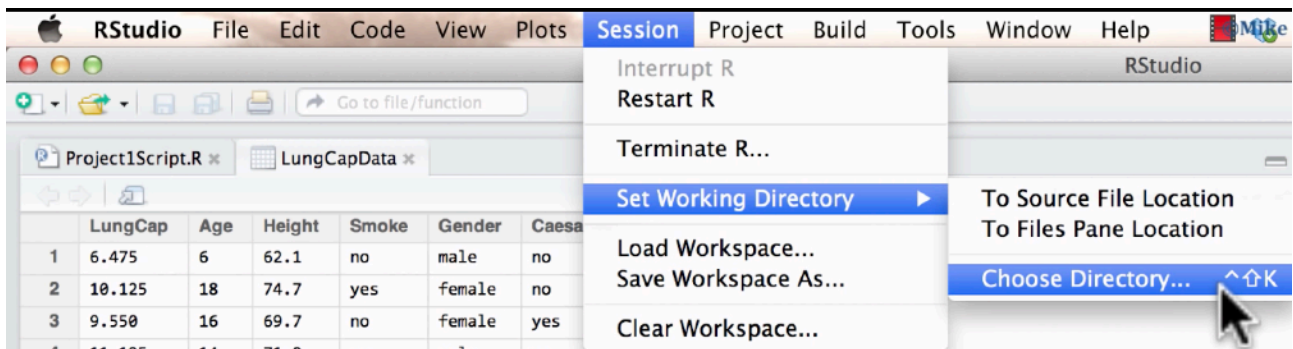 RStudio File Edit Code View Plots Session Project Build Tools Window Help Mike
RStudio
Go to file/function
Project1Script.R × LungCapData ×
LungCap Age Height Smoke Gender Caesa
1 6.475 6 62.1 no male no
2 10.125 18 74.7 yes female no
3 9.550 16 69.7 no female yes
Interrupt R
Restart R
Terminate R...
Set Working Directory ▶
Load Workspace...
Save Workspace As...
Clear Workspace...
To Source File Location
To Files Pane Location
Choose Directory... ^⇧K